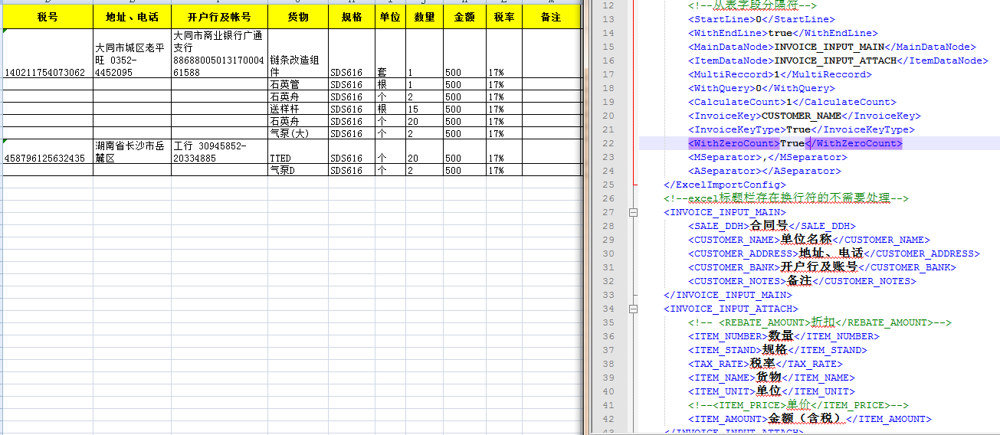 税号 地址、电话 开户行及帐号 货物 规格 单位 数量 金额 税率 备注
140211754073062 大同市城区老平旺 0352-4452095 大同市商业银行广通支行 8868800501317000461588 链条改造组件 SDS616 套 1 500 17%
石英管 SDS616 根 1 500 17%
石英舟 SDS616 个 2 500 17%
送样杆 SDS616 根 15 500 17%
石英舟 SDS616 个 20 500 17%
气泵(大) SDS616 个 2 500 17%
458796125632435 湖南省长沙市岳麓区 工行 30945852-20334885 TTED SDS616 个 20 500 17%
气泵D SDS616 个 2 500 17%
12 <!--从表字段分隔符-->
13 <StartLine>0</StartLine>
14 <WithEndLine>true</WithEndLine>
15 <MainDataNode>INVOICE_INPUT_MAIN</MainDataNode>
16 <ItemDataNode>INVOICE_INPUT_ATTACH</ItemDataNode>
17 <MultiReccord>1</MultiReccord>
18 <WithQuery>0</WithQuery>
19 <CalculateCount>1</CalculateCount>
20 <InvoiceKey>CUSTOMER_NAME</InvoiceKey>
21 <InvoiceKeyType>True</InvoiceKeyType>
22 <WithZeroCount>True</WithZeroCount>
23 <MSeparator>,</MSeparator>
24 <ASeparator></ASeparator>
25 </ExcelImportConfig>
26 <!--excel标题栏存在换行符的不需要处理-->
27 <INVOICE_INPUT_MAIN>
28 <SALE_DDH>合同号</SALE_DDH>
29 <CUSTOMER_NAME>单位名称</CUSTOMER_NAME>
30 <CUSTOMER_ADDRESS>地址、电话</CUSTOMER_ADDRESS>
31 <CUSTOMER_BANK>开户行及账号</CUSTOMER_BANK>
32 <CUSTOMER_NOTES>备注</CUSTOMER_NOTES>
33 </INVOICE_INPUT_MAIN>
34 <INVOICE_INPUT_ATTACH>
35 <!-- <REBATE_AMOUNT>折扣</REBATE_AMOUNT>-->
36 <ITEM_NUMBER>数量</ITEM_NUMBER>
37 <ITEM_STAND>规格</ITEM_STAND>
38 <TAX_RATE>税率</TAX_RATE>
39 <ITEM_NAME>货物</ITEM_NAME>
40 <ITEM_UNIT>单位</ITEM_UNIT>
41 <!--<ITEM_PRICE>单价</ITEM_PRICE>-->
42 <ITEM_AMOUNT>金额（含税）</ITEM_AMOUNT>
43 </INVOICE_INPUT_ATTACH>